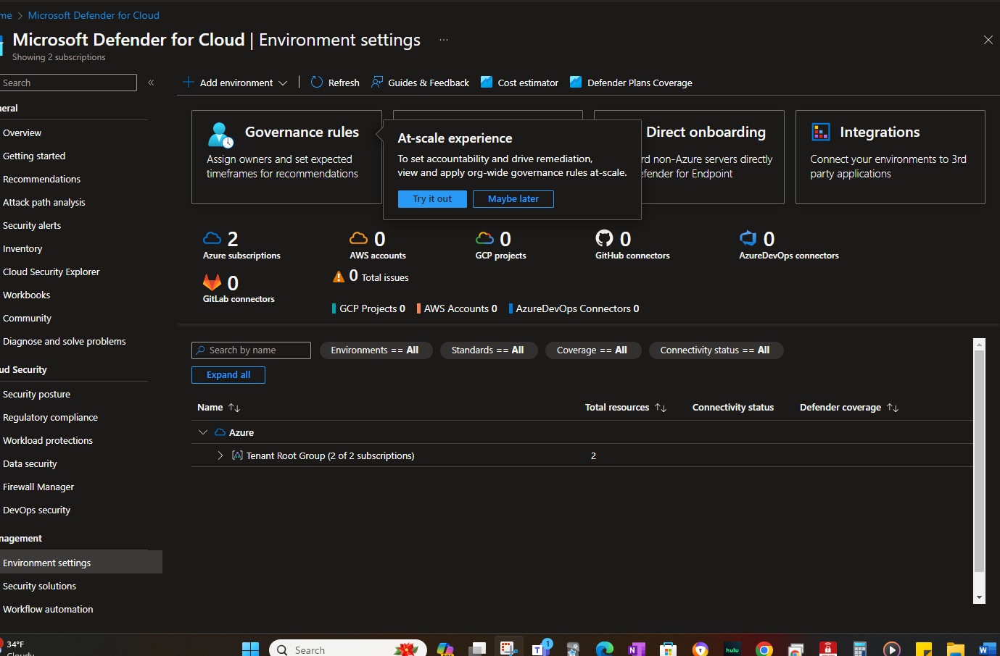 me > Microsoft Defender for Cloud
Microsoft Defender for Cloud | Environment settings ...
Showing 2 subscriptions
Search
«
neral
Overview
Getting started
Recommendations
Attack path analysis
Security alerts
Inventory
Cloud Security Explorer
Workbooks
Community
Diagnose and solve problems
ud Security
Security posture
Regulatory compliance
Workload protections
Data security
Firewall Manager
DevOps security
nagement
Environment settings
Security solutions
Workflow automation
Add environment | Refresh Guides & Feedback Cost estimator Defender Plans Coverage
Governance rules
Assign owners and set expected
timeframes for recommendations
At-scale experience
To set accountability and drive remediation,
view and apply org-wide governance rules at-scale.
Try it out Maybe later
Direct onboarding
rd non-Azure servers directly
efender for Endpoint
Integrations
Connect your environments to 3rd
party applications
2
Azure subscriptions
0
AWS accounts
0
GCP projects
0
GitHub connectors
0
AzureDevOps connectors
0
GitLab connectors
0 Total issues
GCP Projects 0 AWS Accounts 0 AzureDevOps Connectors 0
Search by name Environments == All Standards == All Coverage == All Connectivity status == All
Expand all
Name ↑↓ Total resources ↑↓ Connectivity status Defender coverage ↑↓
Azure
Tenant Root Group (2 of 2 subscriptions) 2
34°F
Cloudy
Search
1
hulu